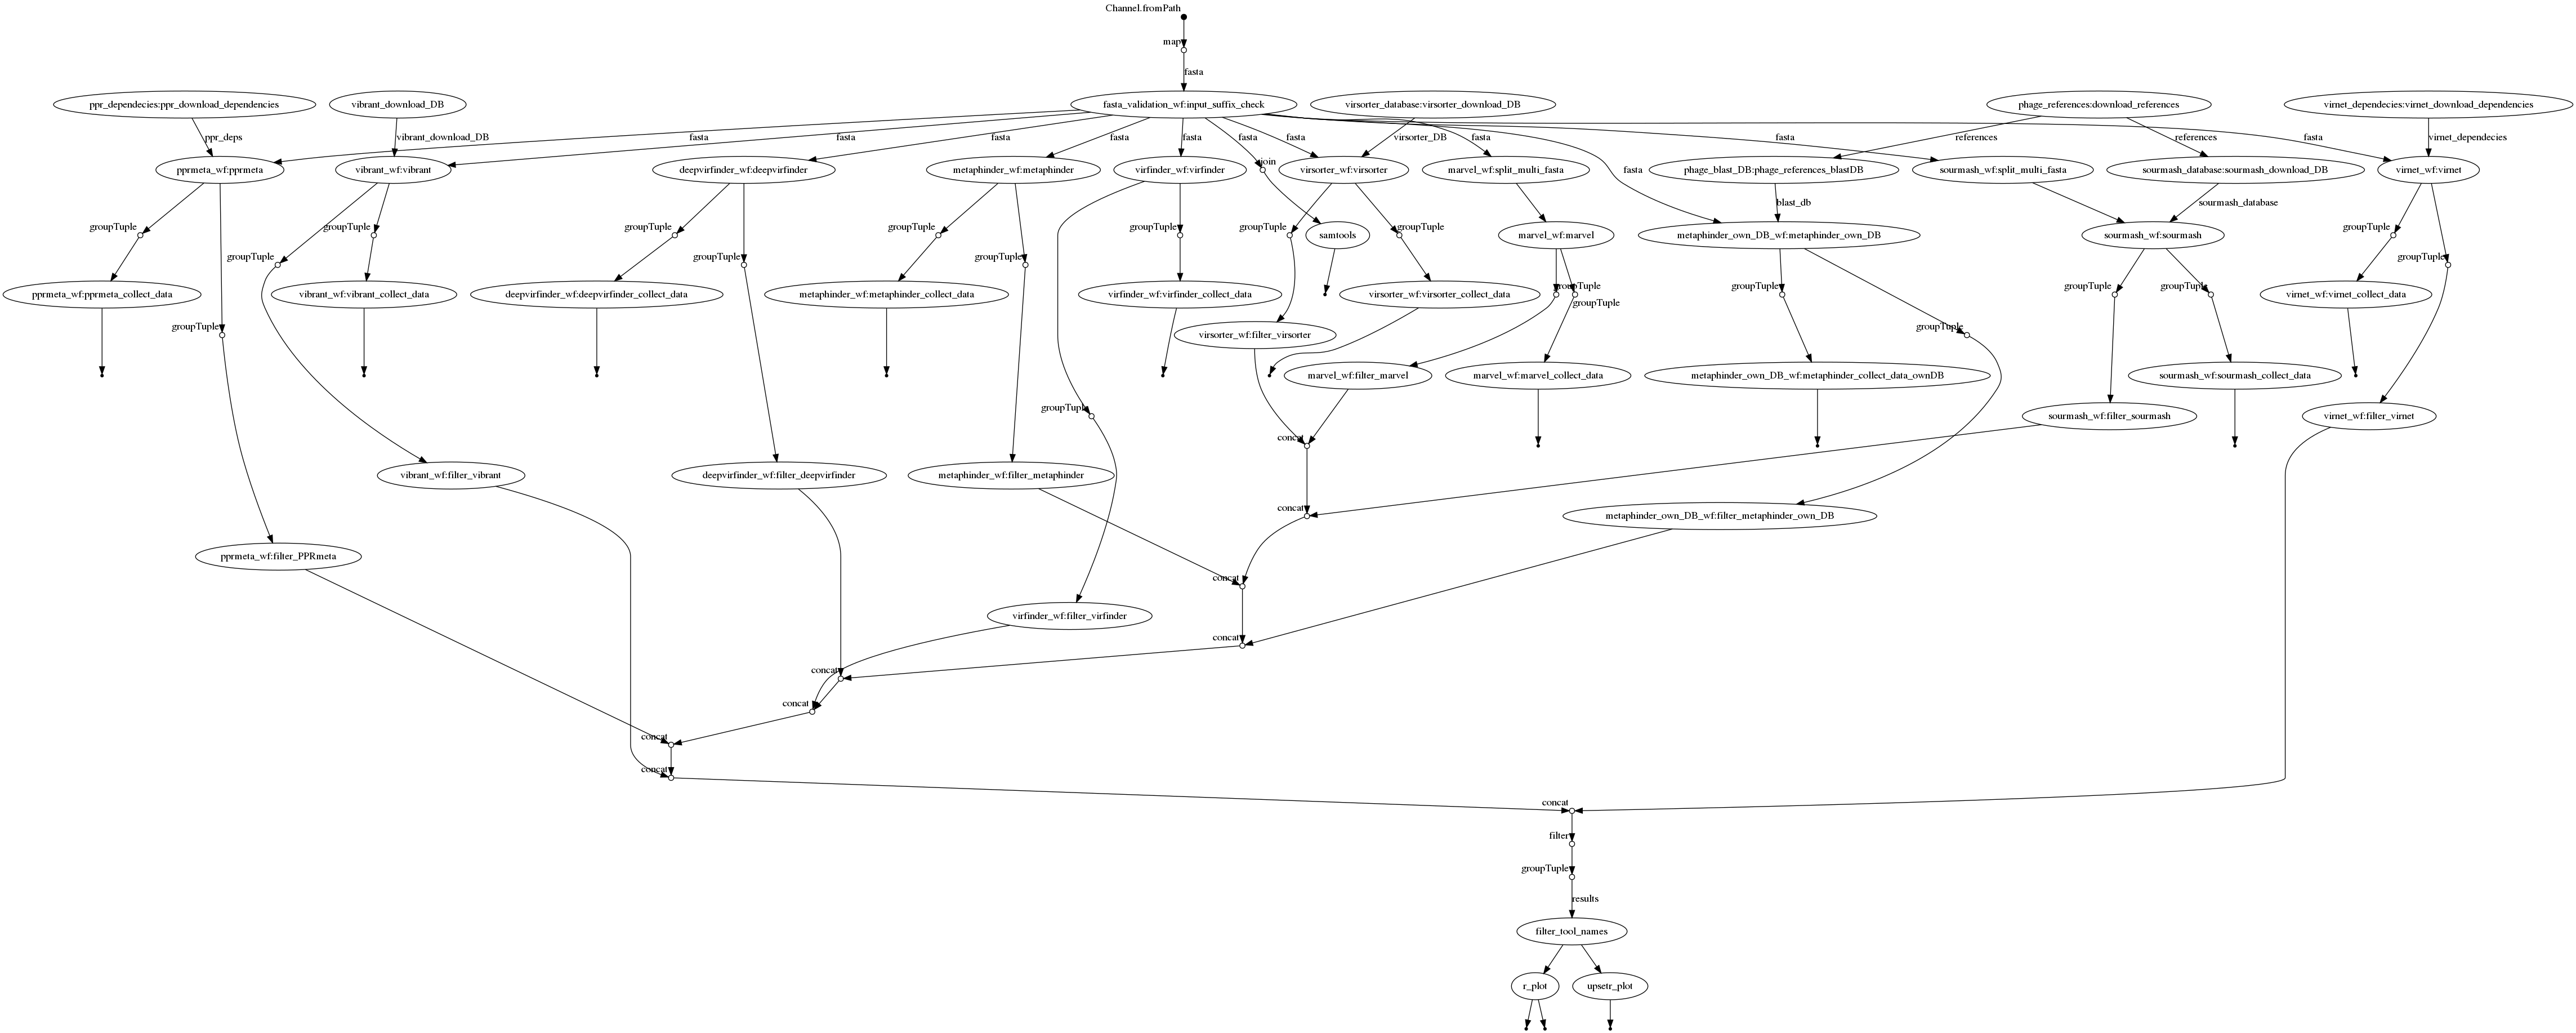 Channel.fromPath
map
fasta
ppr_dependecies:ppr_download_dependencies
vibrant_download_DB
fasta_validation_wf:input_suffix_check
virsorter_database:virsorter_download_DB
phage_references:download_references
virnet_dependecies:virnet_download_dependencies
ppr_deps
vibrant_download_DB
fasta
fasta
fasta
fasta
fasta
fasta
fasta
virsorter_DB
fasta
references
fasta
references
fasta
virnet_dependecies
join
pprmeta_wf:pprmeta
vibrant_wf:vibrant
deepvirfinder_wf:deepvirfinder
metaphinder_wf:metaphinder
virfinder_wf:virfinder
virsorter_wf:virsorter
marvel_wf:split_multi_fasta
fasta
phage_blast_DB:phage_references_blastDB
sourmash_wf:split_multi_fasta
sourmash_database:sourmash_download_DB
virnet_wf:virnet
blast_db
sourmash_database
groupTuple
groupTuple
groupTuple
groupTuple
groupTuple
groupTuple
samtools
groupTuple
marvel_wf:marvel
metaphinder_own_DB_wf:metaphinder_own_DB
sourmash_wf:sourmash
groupTuple
groupTuple
groupTuple
groupTuple
groupTuple
pprmeta_wf:pprmeta_collect_data
vibrant_wf:vibrant_collect_data
deepvirfinder_wf:deepvirfinder_collect_data
metaphinder_wf:metaphinder_collect_data
virfinder_wf:virfinder_collect_data
virsorter_wf:virsorter_collect_data
groupTuple
groupTuple
groupTuple
groupTuple
groupTuple
virnet_wf:virnet_collect_data
groupTuple
virsorter_wf:filter_virsorter
groupTuple
marvel_wf:filter_marvel
marvel_wf:marvel_collect_data
metaphinder_own_DB_wf:metaphinder_collect_data_ownDB
sourmash_wf:sourmash_collect_data
groupTuple
sourmash_wf:filter_sourmash
virnet_wf:filter_virnet
concat
vibrant_wf:filter_vibrant
deepvirfinder_wf:filter_deepvirfinder
metaphinder_wf:filter_metaphinder
concat
metaphinder_own_DB_wf:filter_metaphinder_own_DB
pprmeta_wf:filter_PPRmeta
concat
virfinder_wf:filter_virfinder
concat
concat
concat
concat
concat
concat
filter
groupTuple
results
filter_tool_names
r_plot
upsetr_plot